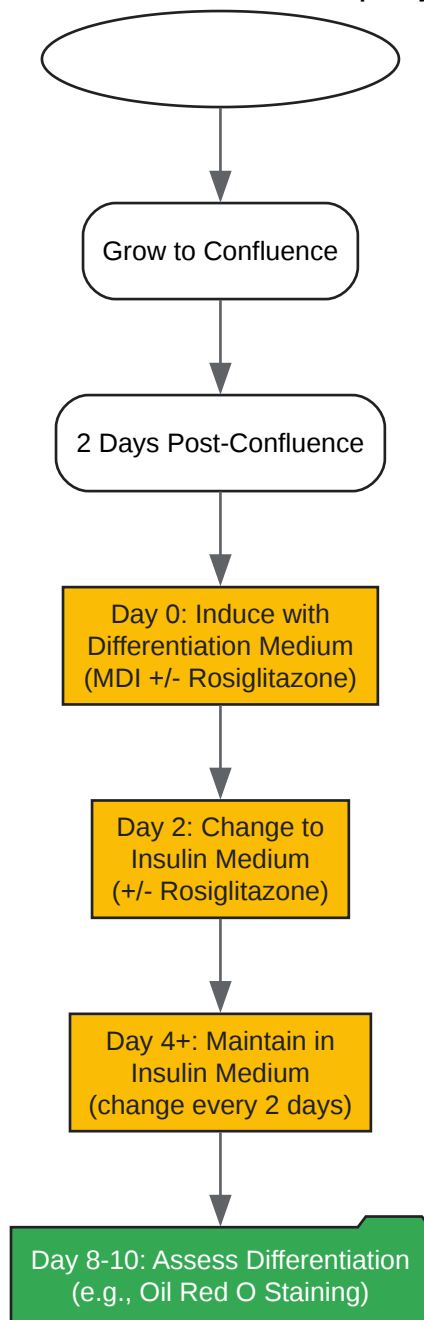 Grow to Confluence
2 Days Post-Confluence
Day 0: Induce with
Differentiation Medium
(MDI +/- Rosiglitazone)
Day 2: Change to
Insulin Medium
(+/- Rosiglitazone)
Day 4+: Maintain in
Insulin Medium
(change every 2 days)
Day 8-10: Assess Differentiation
(e.g., Oil Red O Staining)